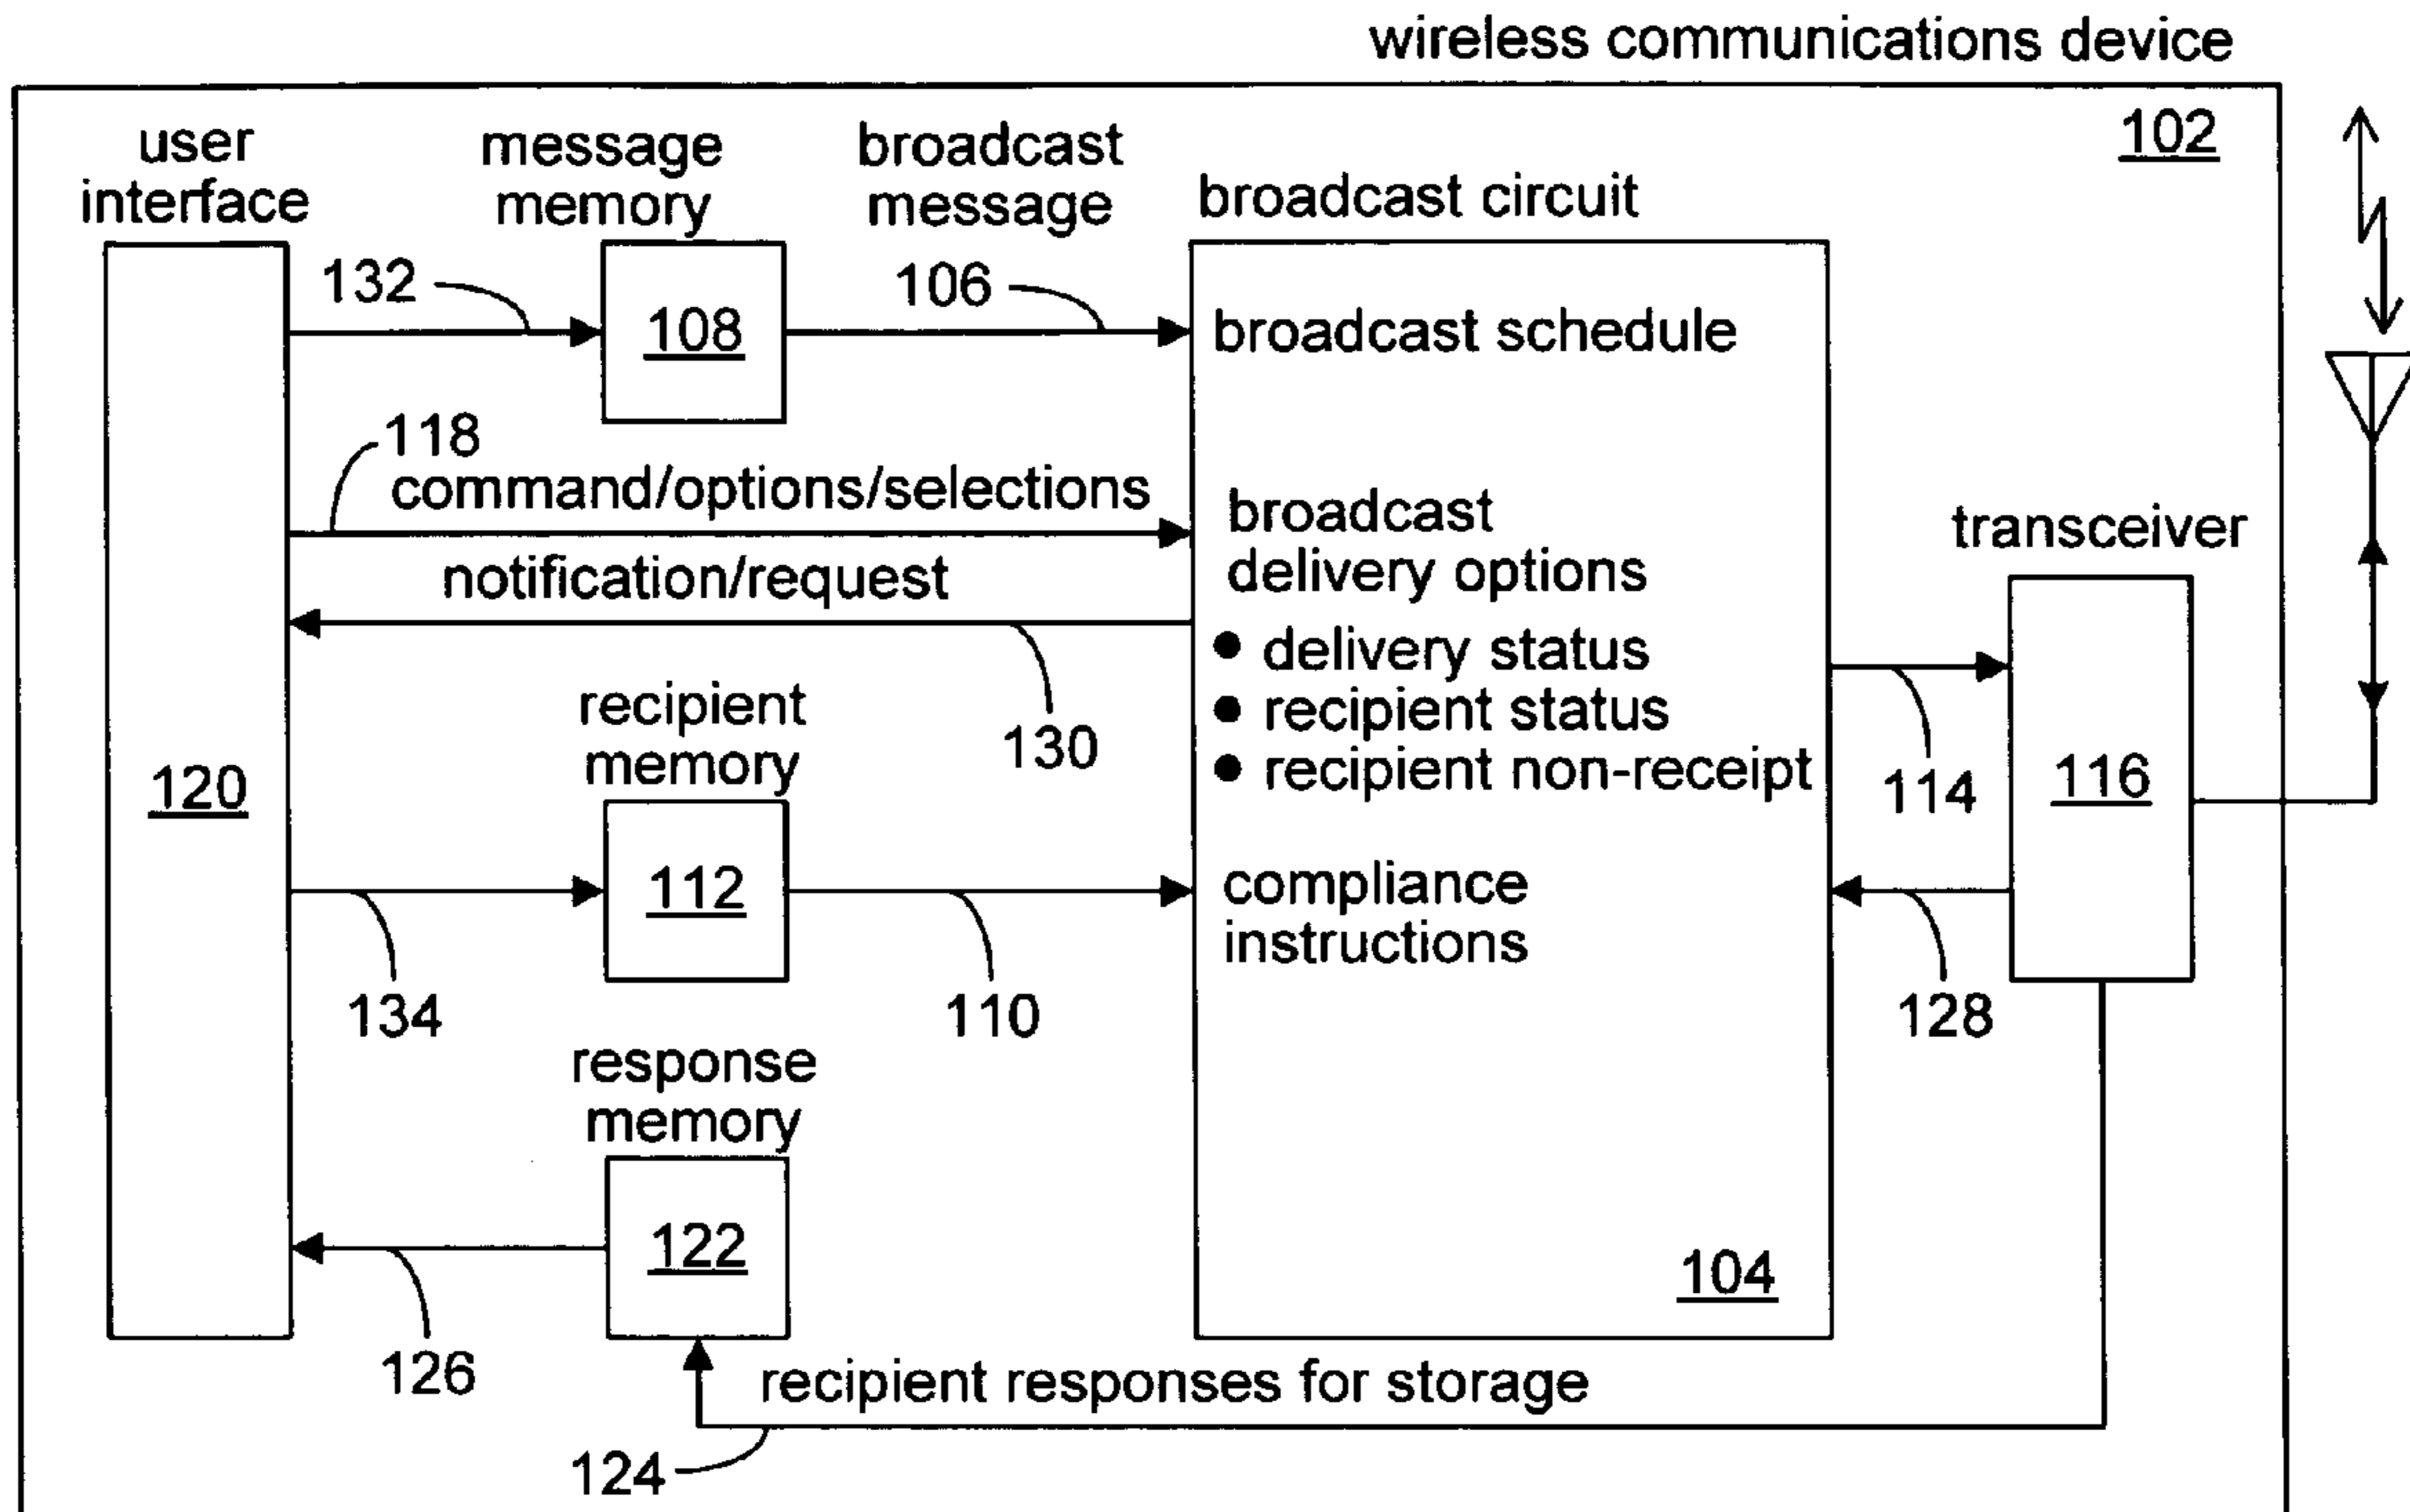 wireless communications device
102
user
interface
message
memory
broadcast
message
broadcast circuit
132
106
108
broadcast schedule
118
command/options/selections
broadcast
delivery options
transceiver
notification/request
● delivery status
● recipient status
● recipient non-receipt
recipient
memory
130
120
114
116
112
compliance
instructions
134
110
128
response
memory
122
104
126
recipient responses for storage
124